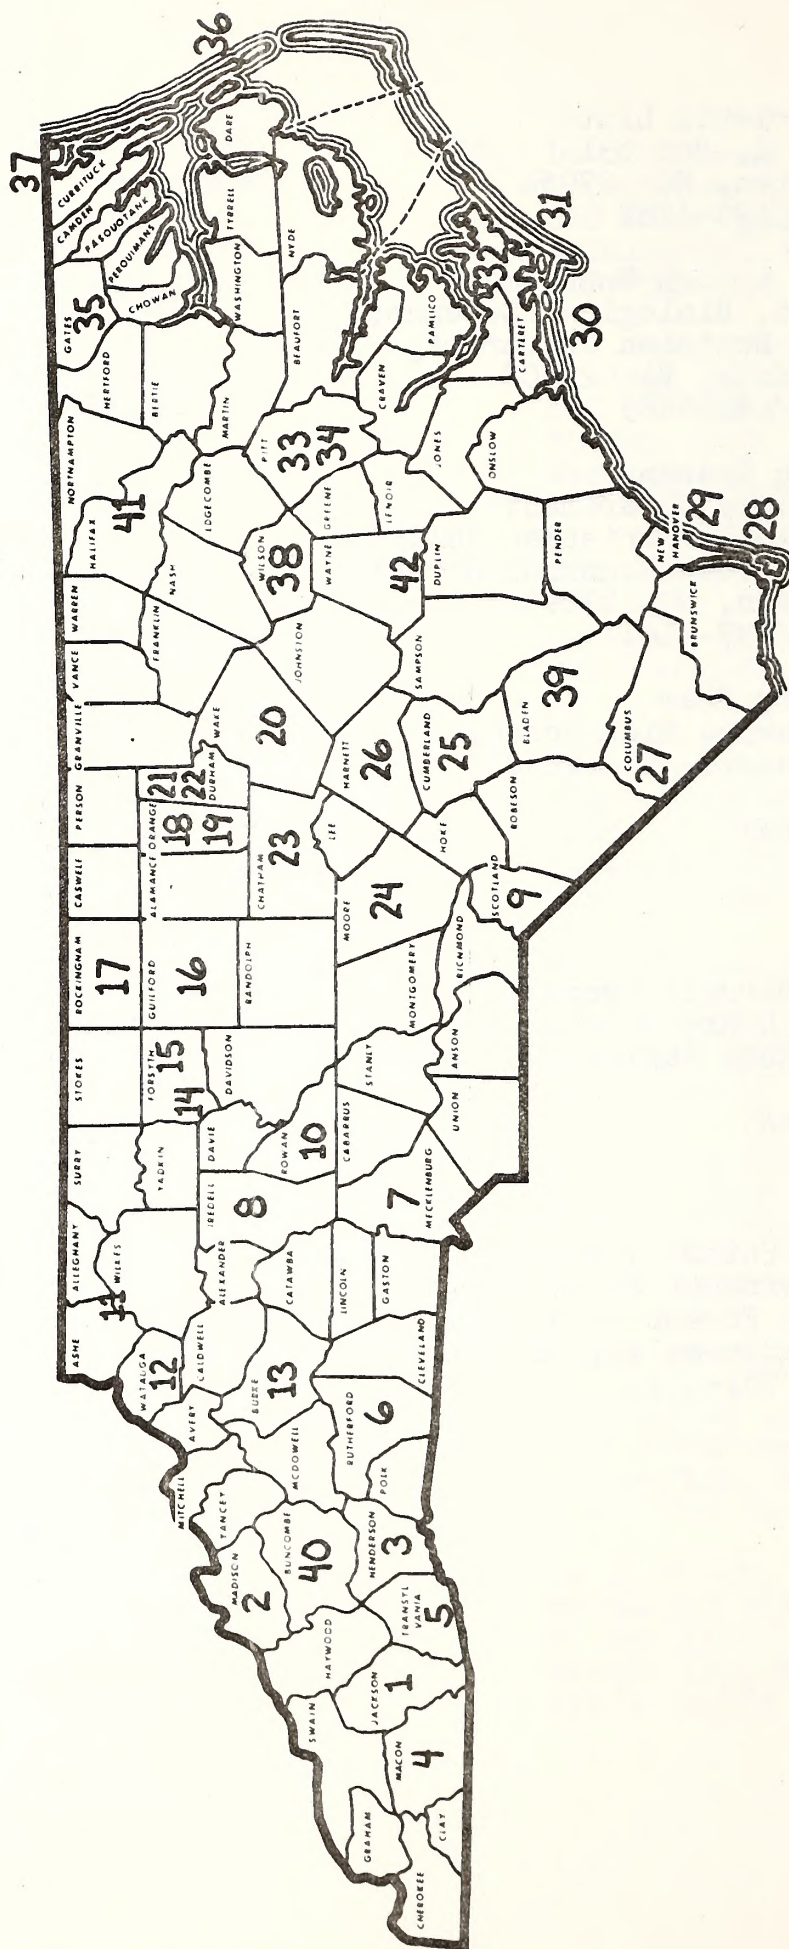 CHEROKEE
GRAHAM
CLAY
MACON
4
SWAIN
JACKSON
1
HAYWOOD
TRANSYL
VANIA
5
MADISON
2
BUNCOMBE
40
HENDERSON
3
YANCEY
MITCHELL
MCDOWELL
RUTHERFORD
6
POLK
AVERY
BURKE
13
CLEVELAND
WATAUGA
12
CALDWELL
ASHE
11
ALLEGHANY
WILKES
ALEXANDER
CATAWBA
LINCOLN
GASTON
SURRY
YADKIN
IREDELL
8
MECKLENBURG
7
DAVIE
ROWAN
10
CABARRUS
STOKES
FORSYTH
14
15
DAVIDSON
STANLY
UNION
ROCKINGHAM
17
GUILFORD
16
RANDOLPH
MONTGOMERY
ANSON
RICHMOND
CASWELL
ALAMANCE
ORANGE
18
19
CHATHAM
23
MOORE
24
LEE
SCOTLAND
9
HOKE
PERSON
21
22
DURHAM
GRANVILLE
WAKE
20
HARNETT
26
CUMBERLAND
25
ROBESON
VANCE
WARREN
FRANKLIN
JOHNSTON
SAMPSON
BLADEN
39
COLUMBUS
27
NORTHAMPTON
HALIFAX
41
NASH
WILSON
38
WAYNE
42
DUPLIN
PENDER
NEW
HANOVER
29
BRUNSWICK
28
EDGECOMBE
PITT
33
34
GREENE
LENOIR
JONES
ONSLOW
HERTFORD
BERTIE
MARTIN
BEAUFORT
CRAVEN
PAMLICO
CARTERET
30
31
32
GATES
35
CHOWAN
PERQUIMANS
PASQUOTANK
CAMDEN
CURRITUCK
37
WASHINGTON
TYRRELL
HYDE
DARE
36